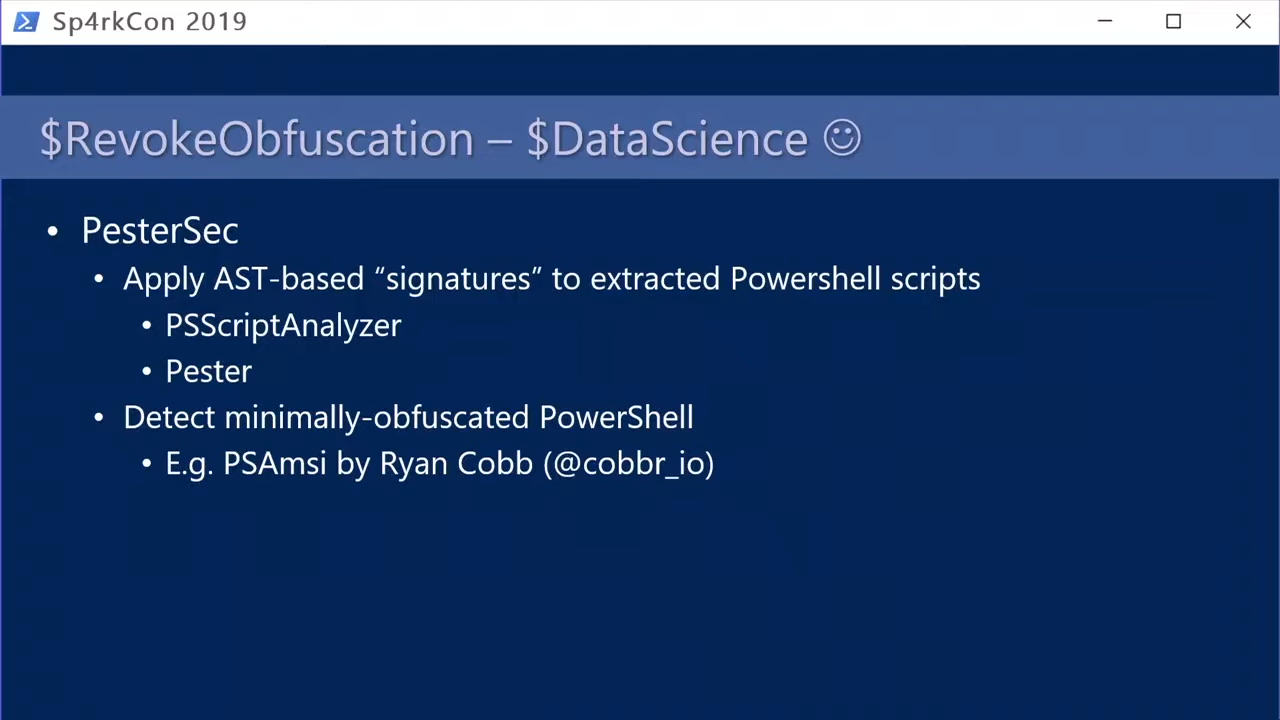 Sp4rkCon 2019
$RevokeObfuscation – $DataScience ☺
• PesterSec
• Apply AST-based “signatures” to extracted Powershell scripts
• PSScriptAnalyzer
• Pester
• Detect minimally-obfuscated PowerShell
• E.g. PSAmsi by Ryan Cobb (@cobbr_io)